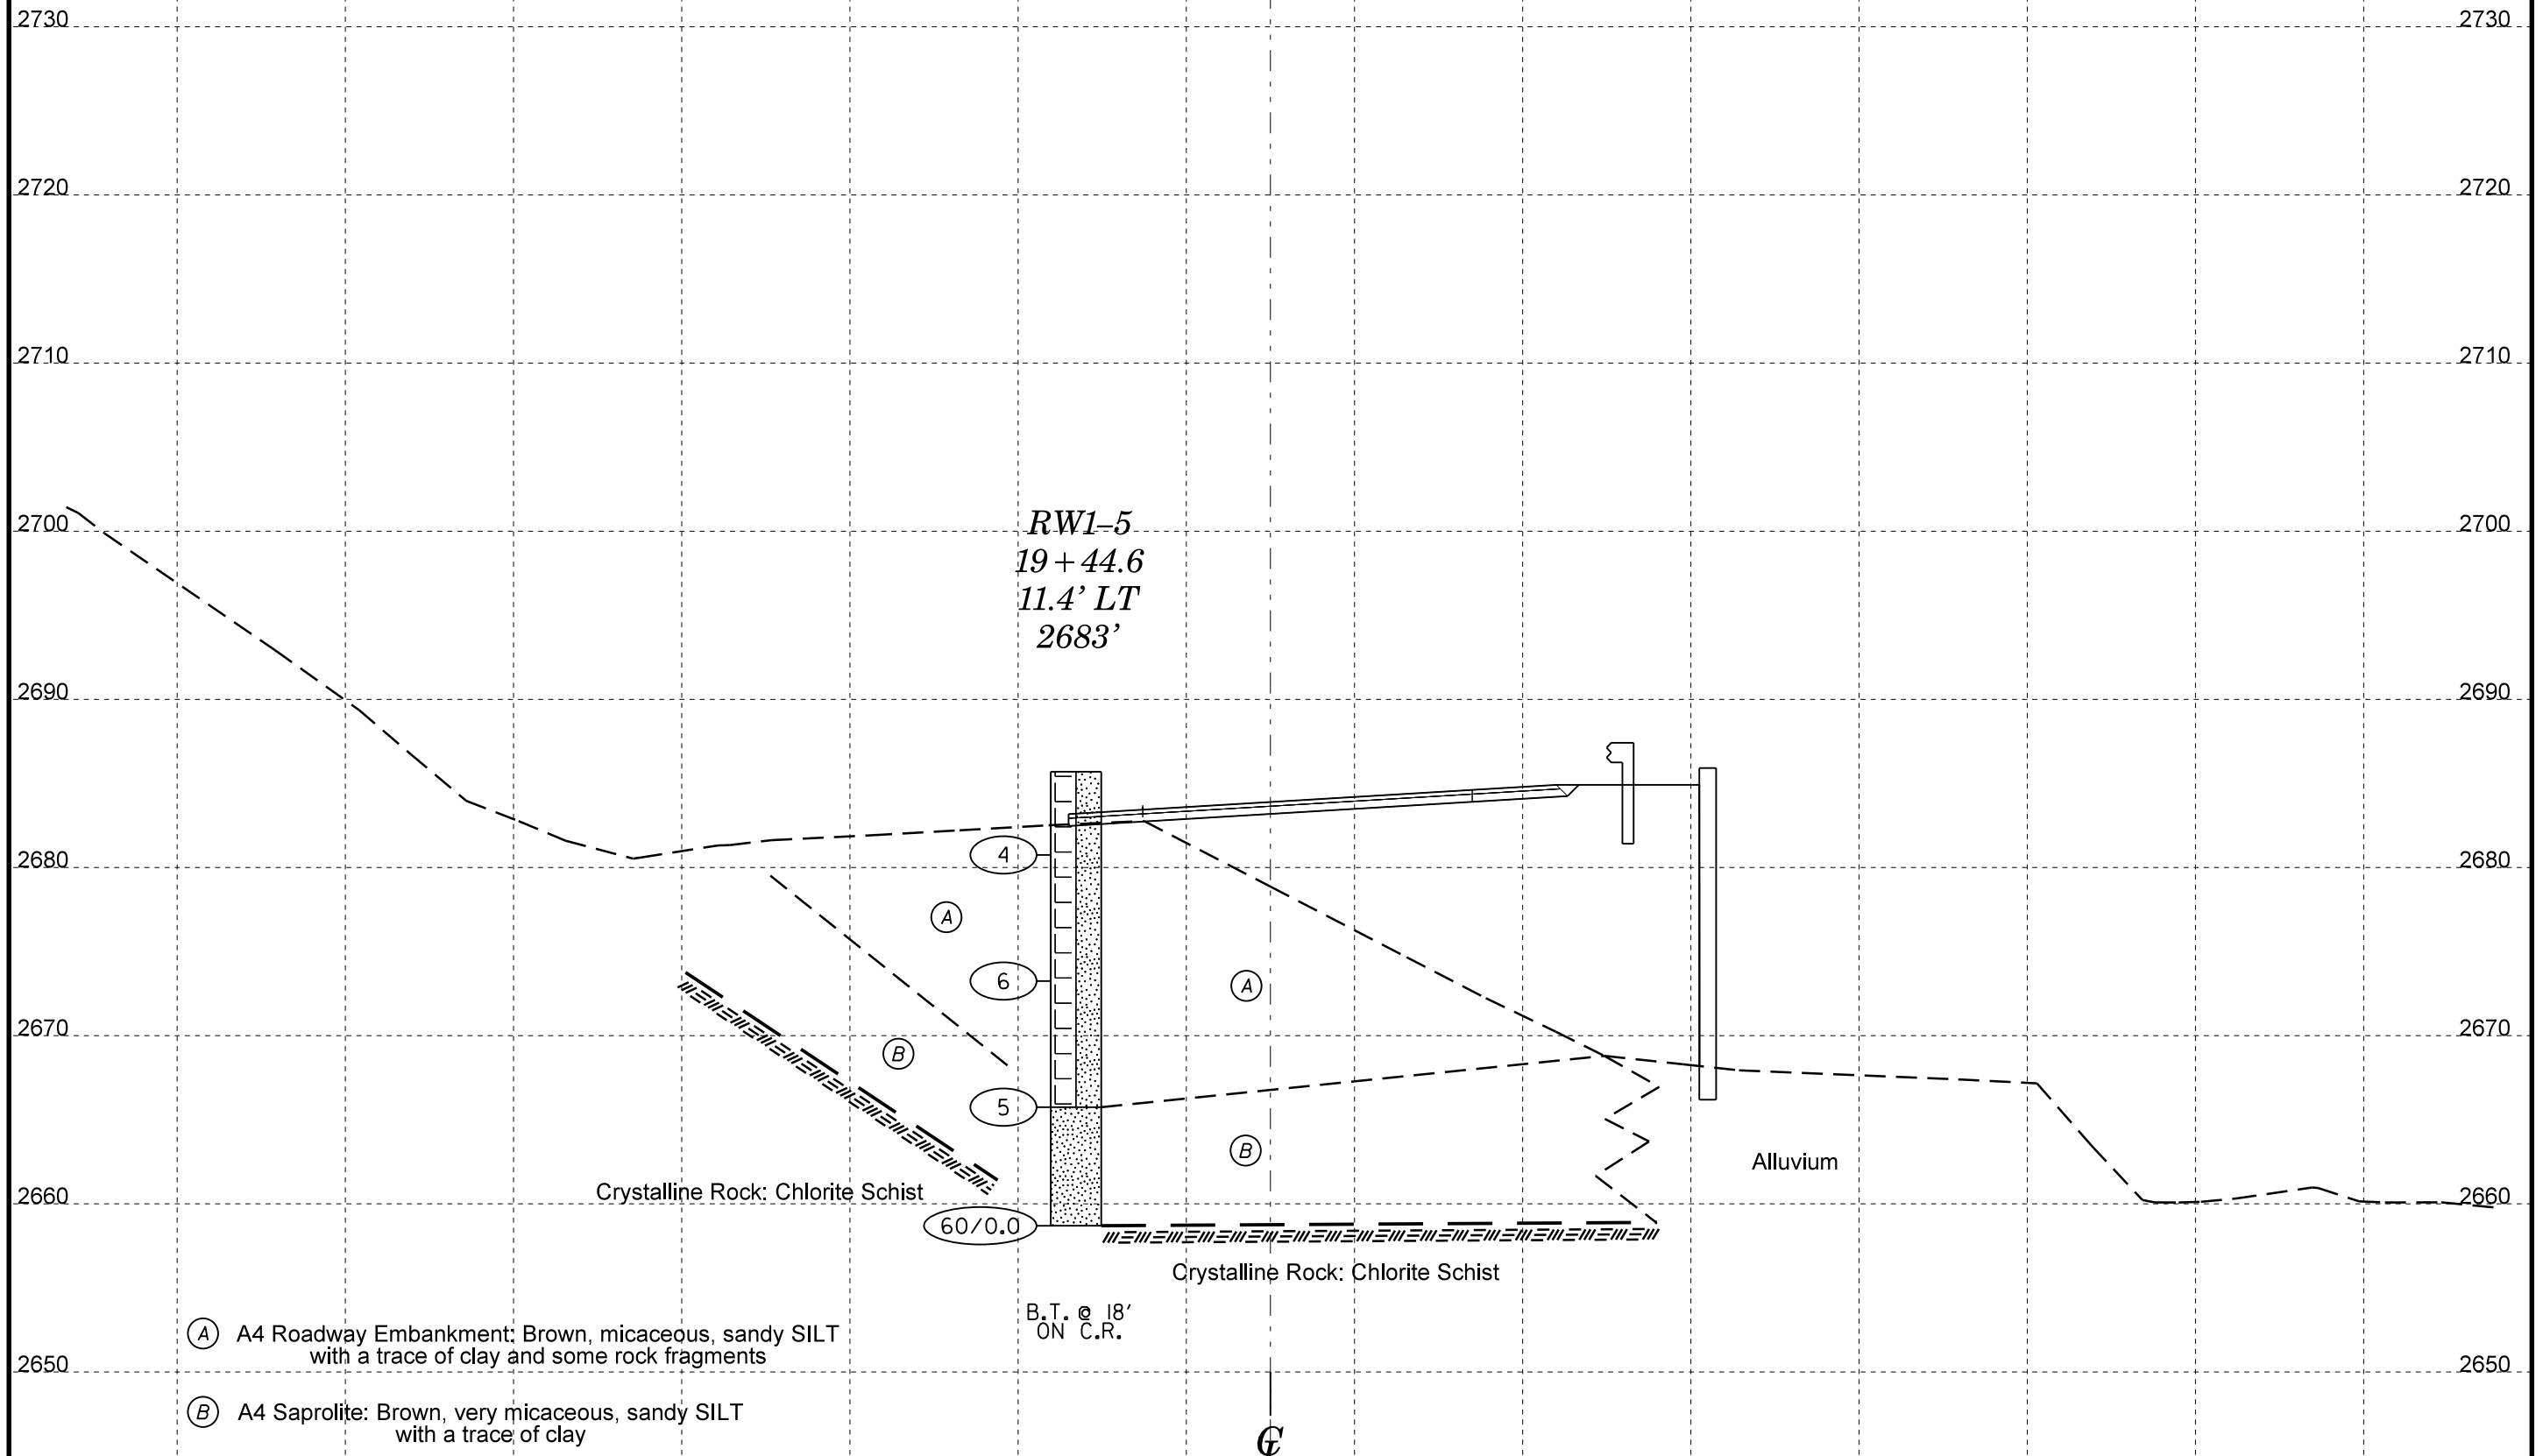 2730 2730
2720 2720
2710 2710
2700 2700
RW1–5
19+44.6
11.4’ LT
2683’
2690 2690
4
2680 2680
A
6
A
2670 2670
B
5
B
Alluvium
Crystalline Rock: Chlorite Schist
2660 2660
60/0.0
Crystalline Rock: Chlorite Schist
B.T. @ 18’
ON C.R.
A A4 Roadway Embankment: Brown, micaceous, sandy SILT
with a trace of clay and some rock fragments
2650 2650
B A4 Saprolite: Brown, very micaceous, sandy SILT
with a trace of clay
℄